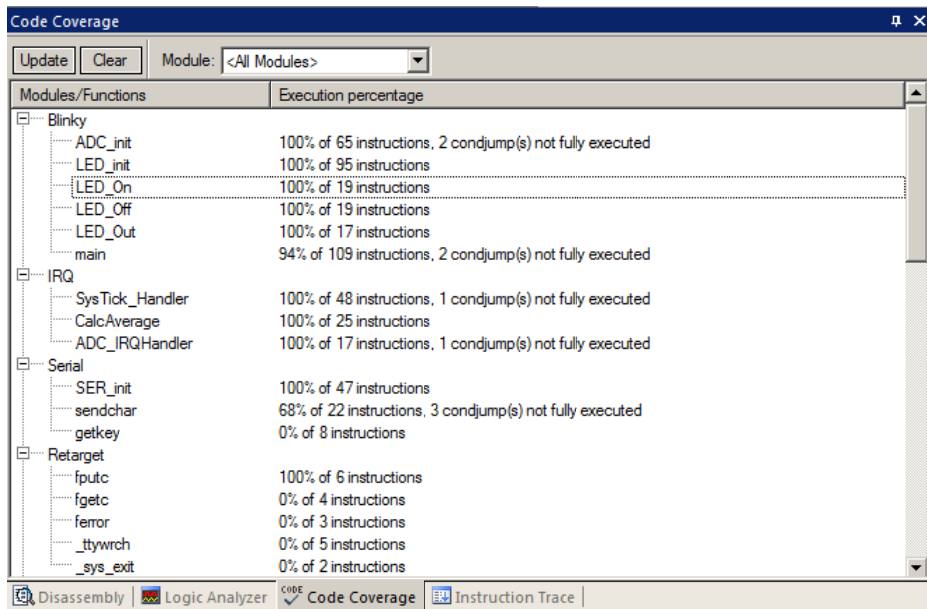 Code Coverage
Update Clear Module: <All Modules>
Modules/Functions Execution percentage
Blinky
ADC_init 100% of 65 instructions, 2 condjump(s) not fully executed
LED_init 100% of 95 instructions
LED_On 100% of 19 instructions
LED_Off 100% of 19 instructions
LED_Out 100% of 17 instructions
main 94% of 109 instructions, 2 condjump(s) not fully executed
IRQ
SysTick_Handler 100% of 48 instructions, 1 condjump(s) not fully executed
CalcAverage 100% of 25 instructions
ADC_IRQHandler 100% of 17 instructions, 1 condjump(s) not fully executed
Serial
SER_init 100% of 47 instructions
sendchar 68% of 22 instructions, 3 condjump(s) not fully executed
getkey 0% of 8 instructions
Retarget
fputc 100% of 6 instructions
fgetc 0% of 4 instructions
ferror 0% of 3 instructions
_ttywrch 0% of 5 instructions
_sys_exit 0% of 2 instructions
Disassembly Logic Analyzer CODE Code Coverage Instruction Trace